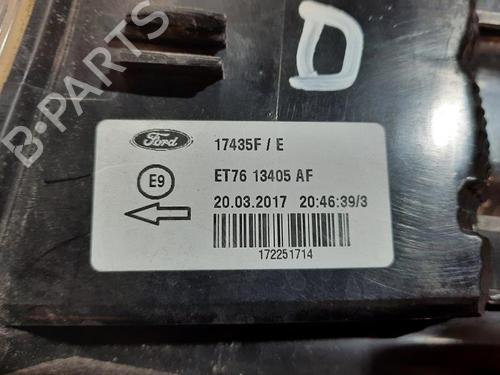 D
B-PARTS
Ford
17435F / E
E9
ET76 13405 AF
20.03.2017 20:46:39/3
172251714